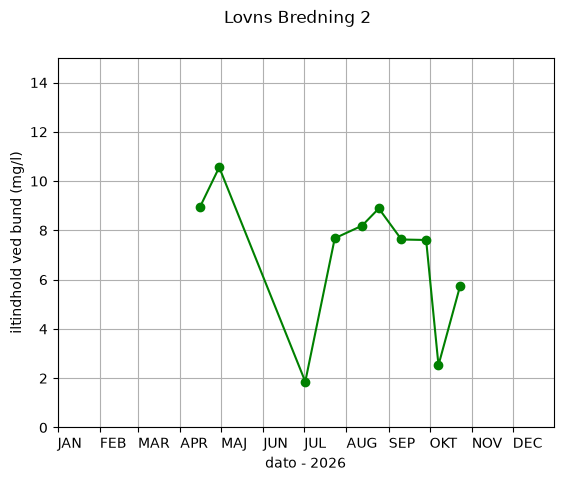 Lovns Bredning 2
14
12
10
8
6
4
2
0
iltindhold ved bund (mg/l)
JAN FEB MAR APR MAJ JUN JUL AUG SEP OKT NOV DEC
dato - 2026